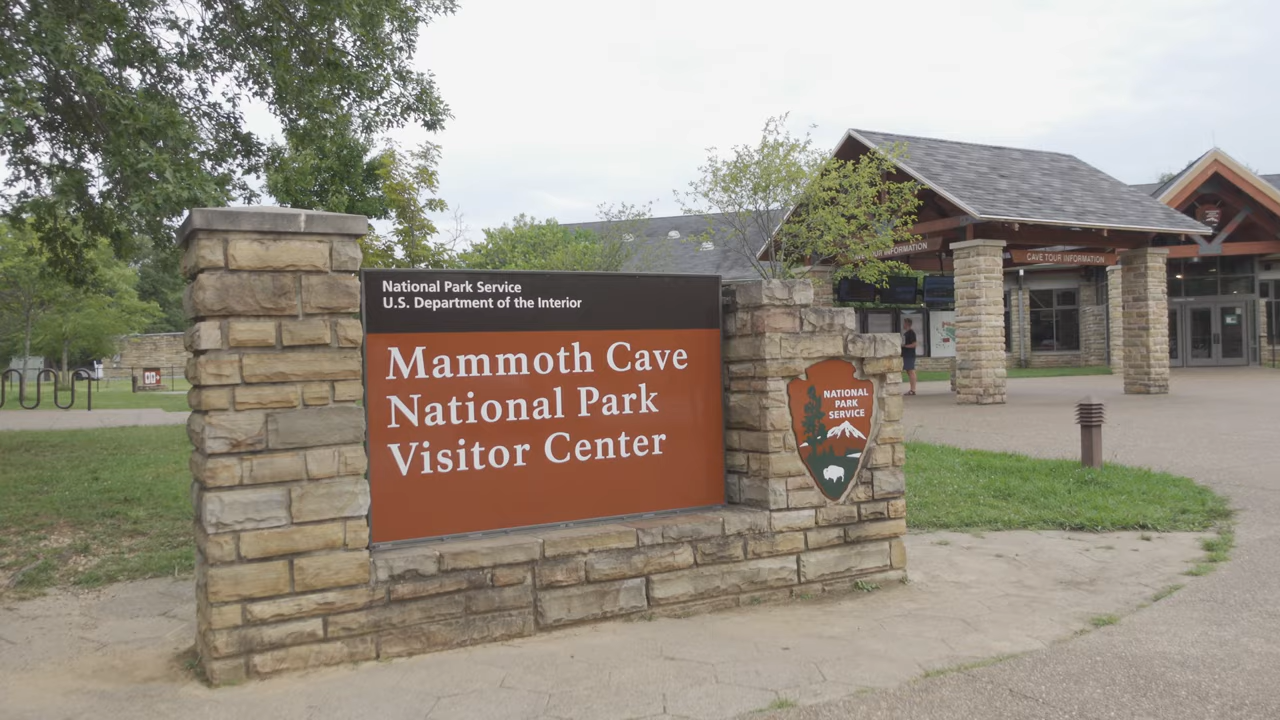 National Park Service
U.S. Department of the Interior
Mammoth Cave
National Park
Visitor Center
NATIONAL
PARK
SERVICE
INFORMATION
CAVE TOUR INFORMATION